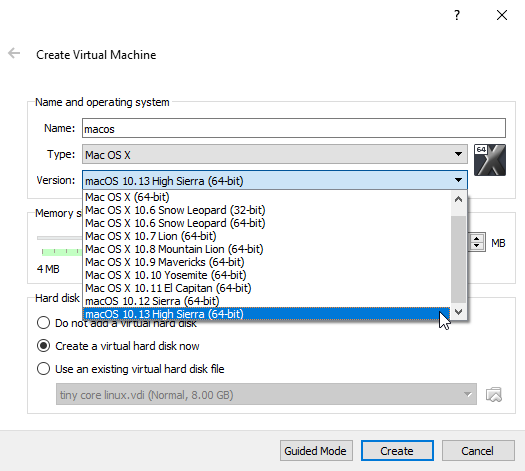 ?
Create Virtual Machine
Name and operating system
Name: macos
Type: Mac OS X
64
X
Version: macOS 10.13 High Sierra (64-bit)
Mac OS X (64-bit)
Mac OS X 10.6 Snow Leopard (32-bit)
Mac OS X 10.6 Snow Leopard (64-bit)
Mac OS X 10.7 Lion (64-bit)
Mac OS X 10.8 Mountain Lion (64-bit)
Mac OS X 10.9 Mavericks (64-bit)
Mac OS X 10.10 Yosemite (64-bit)
Mac OS X 10.11 El Capitan (64-bit)
macOS 10.12 Sierra (64-bit)
macOS 10.13 High Sierra (64-bit)
Memory s
MB
4 MB
Hard disk
Do not add a virtual hard disk
Create a virtual hard disk now
Use an existing virtual hard disk file
tiny core linux.vdi (Normal, 8.00 GB)
Guided Mode
Create
Cancel